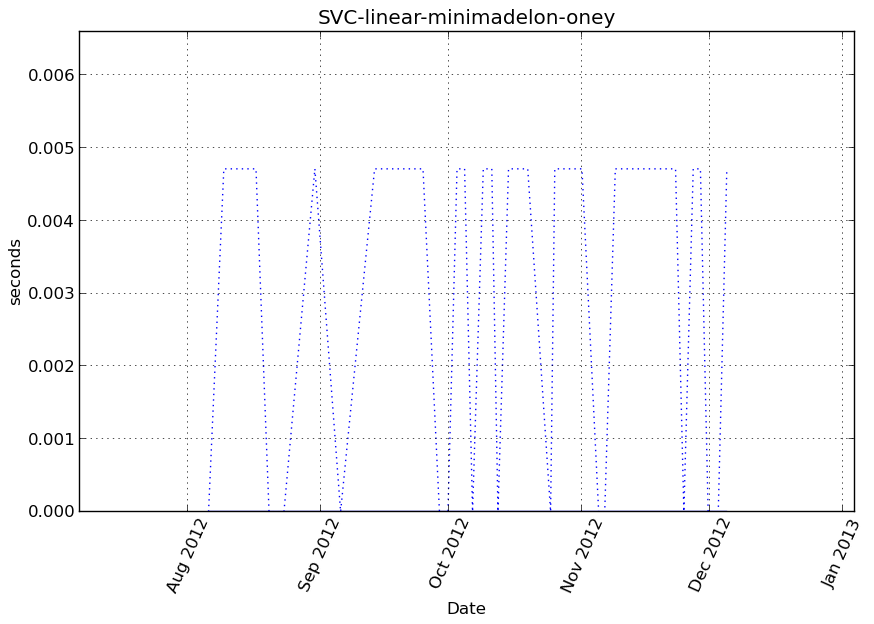 SVC-linear-minimadelon-oney
0.006
0.005
0.004
0.003
0.002
0.001
0.000
seconds
Aug 2012
Sep 2012
Oct 2012
Nov 2012
Dec 2012
Jan 2013
Date